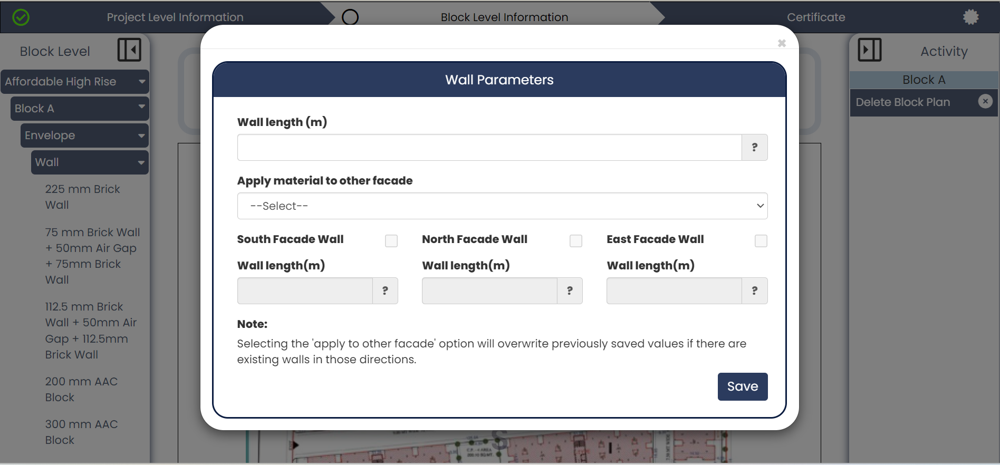 Project Level Information
Block Level Information
Certificate
Block Level
Affordable High Rise
Block A
Envelope
Wall
225 mm Brick
Wall
75 mm Brick Wall
+ 50mm Air Gap
+ 75mm Brick
Wall
112.5 mm Brick
Wall + 50mm Air
Gap + 112.5mm
Brick Wall
200 mm AAC
Block
300 mm AAC
Block
×
Wall Parameters
Wall length (m)
?
Apply material to other facade
--Select--
South Facade Wall
North Facade Wall
East Facade Wall
Wall length(m)
Wall length(m)
Wall length(m)
?
?
?
Note:
Selecting the 'apply to other facade' option will overwrite previously saved values if there are
existing walls in those directions.
Save
Activity
Block A
Delete Block Plan
S